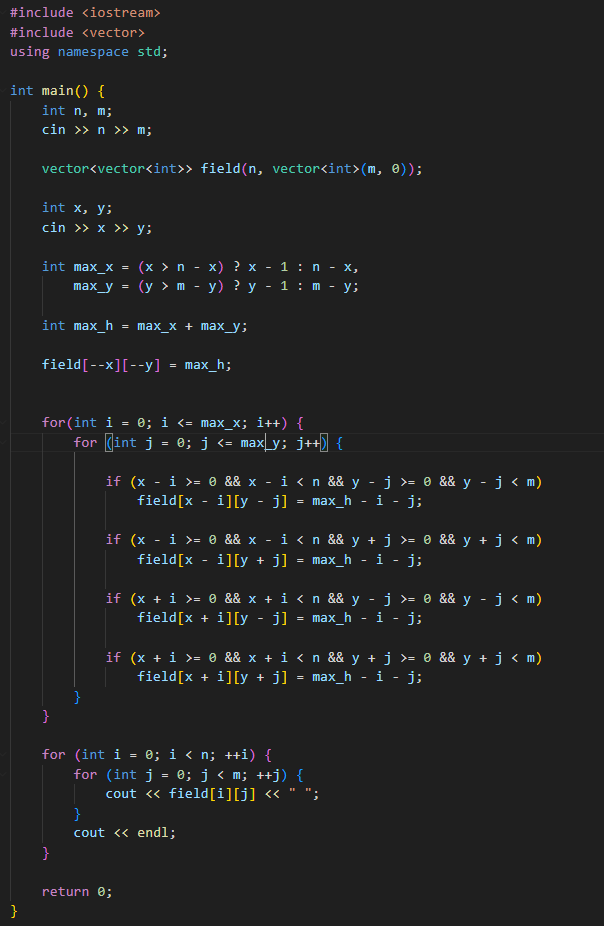 #include <iostream>
#include <vector>
using namespace std;

int main() {
    int n, m;
    cin >> n >> m;

    vector<vector<int>> field(n, vector<int>(m, 0));

    int x, y;
    cin >> x >> y;

    int max_x = (x > n - x) ? x - 1 : n - x,
        max_y = (y > m - y) ? y - 1 : m - y;

    int max_h = max_x + max_y;

    field[--x][--y] = max_h;


    for(int i = 0; i <= max_x; i++) {
        for (int j = 0; j <= max_y; j++) {

            if (x - i >= 0 && x - i < n && y - j >= 0 && y - j < m)
                field[x - i][y - j] = max_h - i - j;

            if (x - i >= 0 && x - i < n && y + j >= 0 && y + j < m)
                field[x - i][y + j] = max_h - i - j;

            if (x + i >= 0 && x + i < n && y - j >= 0 && y - j < m)
                field[x + i][y - j] = max_h - i - j;

            if (x + i >= 0 && x + i < n && y + j >= 0 && y + j < m)
                field[x + i][y + j] = max_h - i - j;
        }
    }

    for (int i = 0; i < n; ++i) {
        for (int j = 0; j < m; ++j) {
            cout << field[i][j] << " ";
        }
        cout << endl;
    }

    return 0;
}